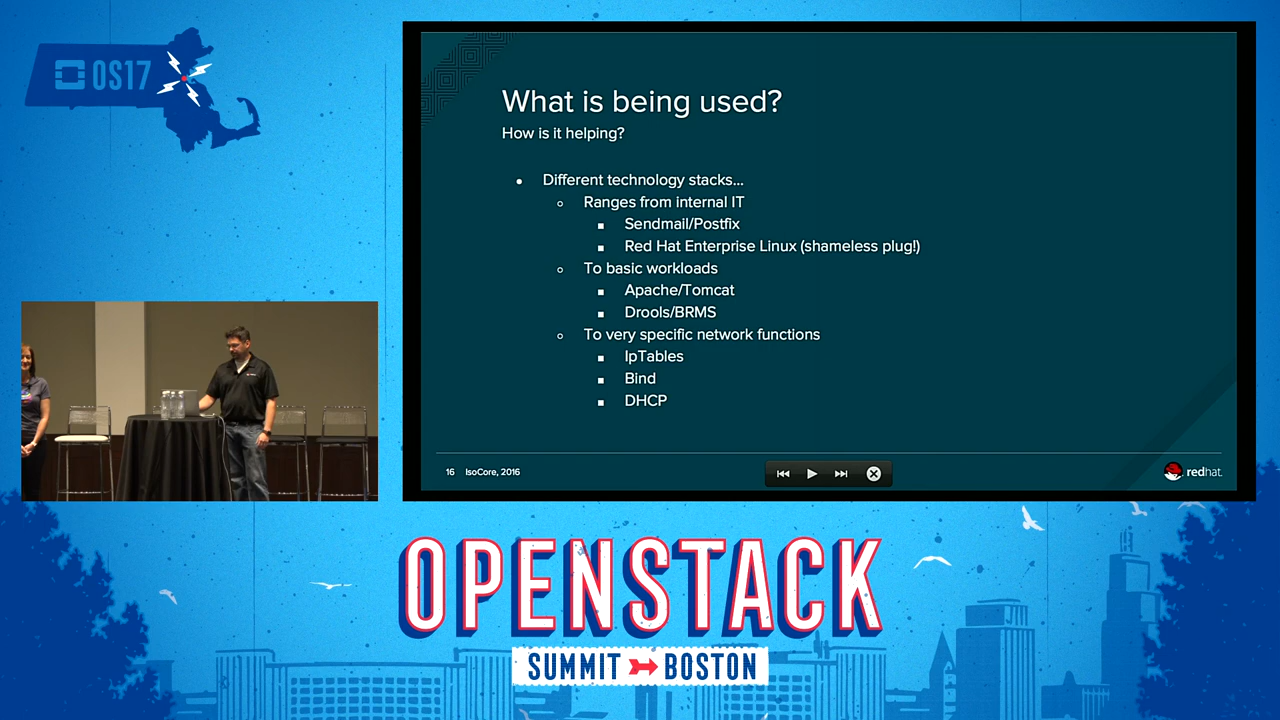 OS17
What is being used?
How is it helping?
• Different technology stacks...
○ Ranges from internal IT
■ Sendmail/Postfix
■ Red Hat Enterprise Linux (shameless plug!)
○ To basic workloads
■ Apache/Tomcat
■ Drools/BRMS
○ To very specific network functions
■ IpTables
■ Bind
■ DHCP
16 IsoCore, 2016
redhat.
OPENSTACK
SUMMIT BOSTON